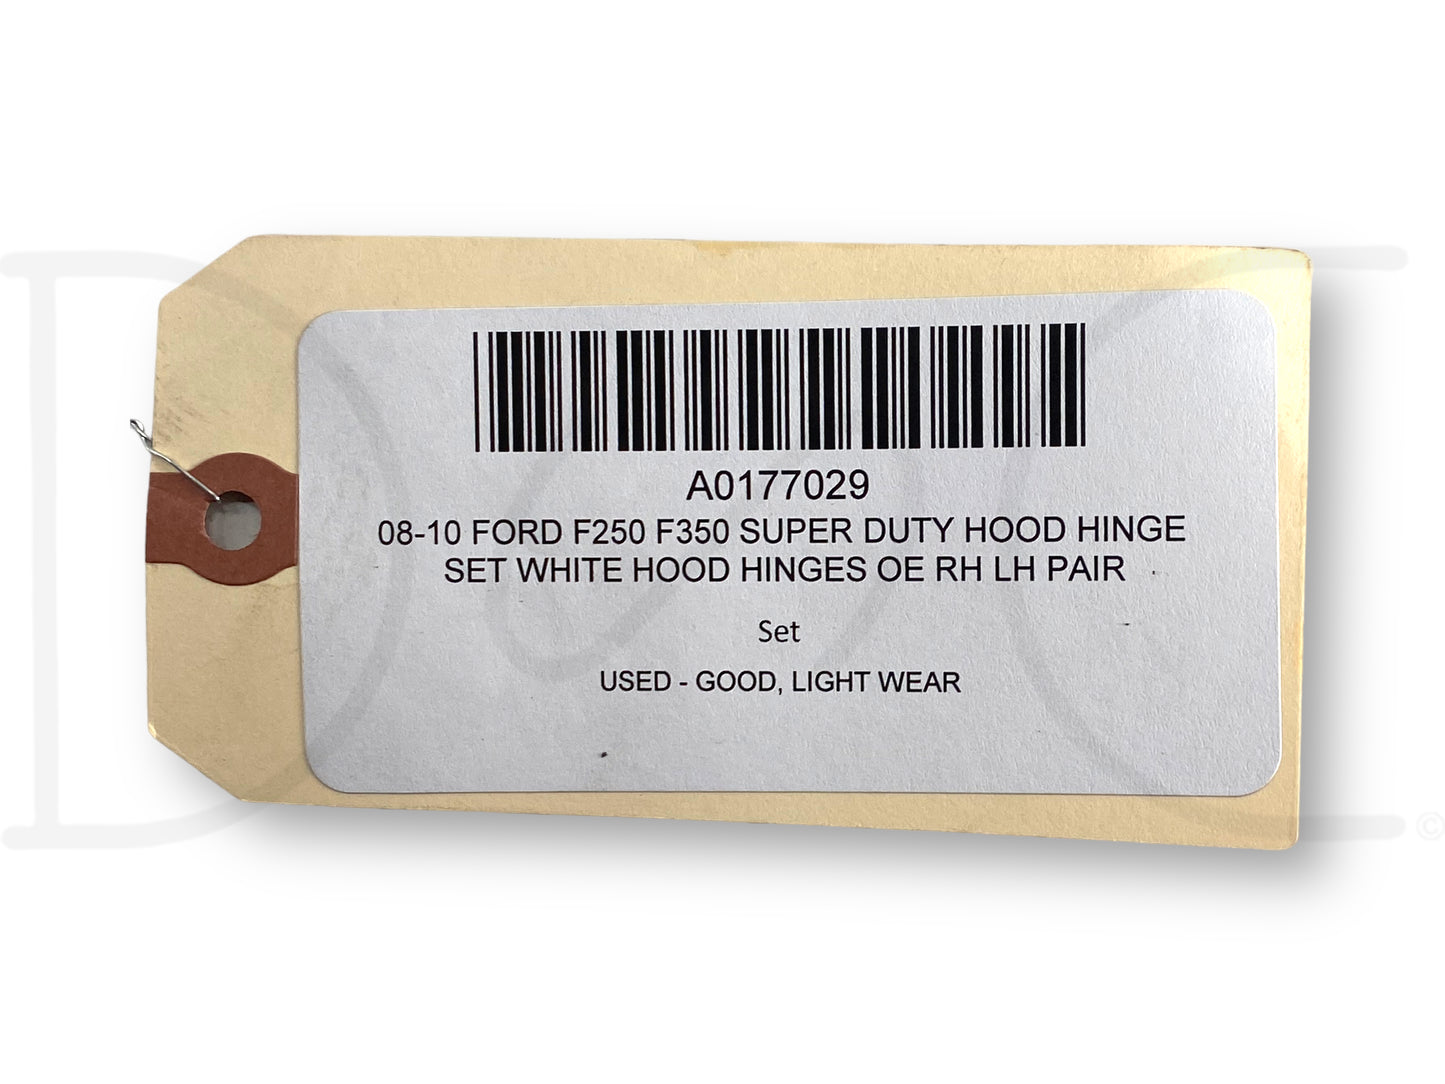 A0177029
08-10 FORD F250 F350 SUPER DUTY HOOD HINGE
SET WHITE HOOD HINGES OE RH LH PAIR
Set
USED - GOOD, LIGHT WEAR
©